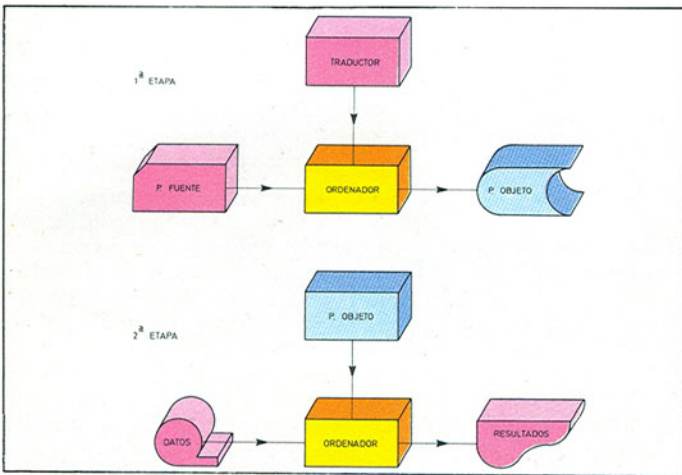 TRADUCTOR
1ª ETAPA
P. FUENTE
ORDENADOR
P. OBJETO
P. OBJETO
2ª ETAPA
DATOS
ORDENADOR
RESULTADOS